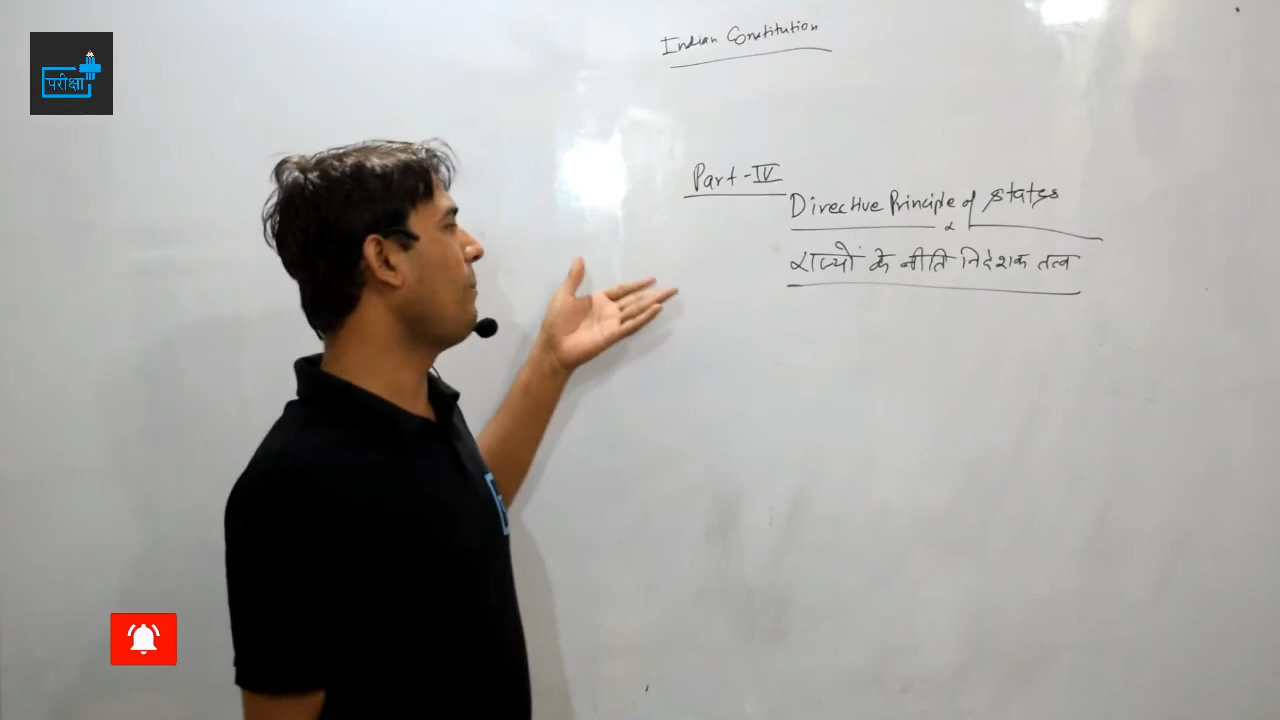 परीक्षा
Indian Constitution
Part-IV
Directive Principle of states
राज्यों के नीति निदेशक तत्व